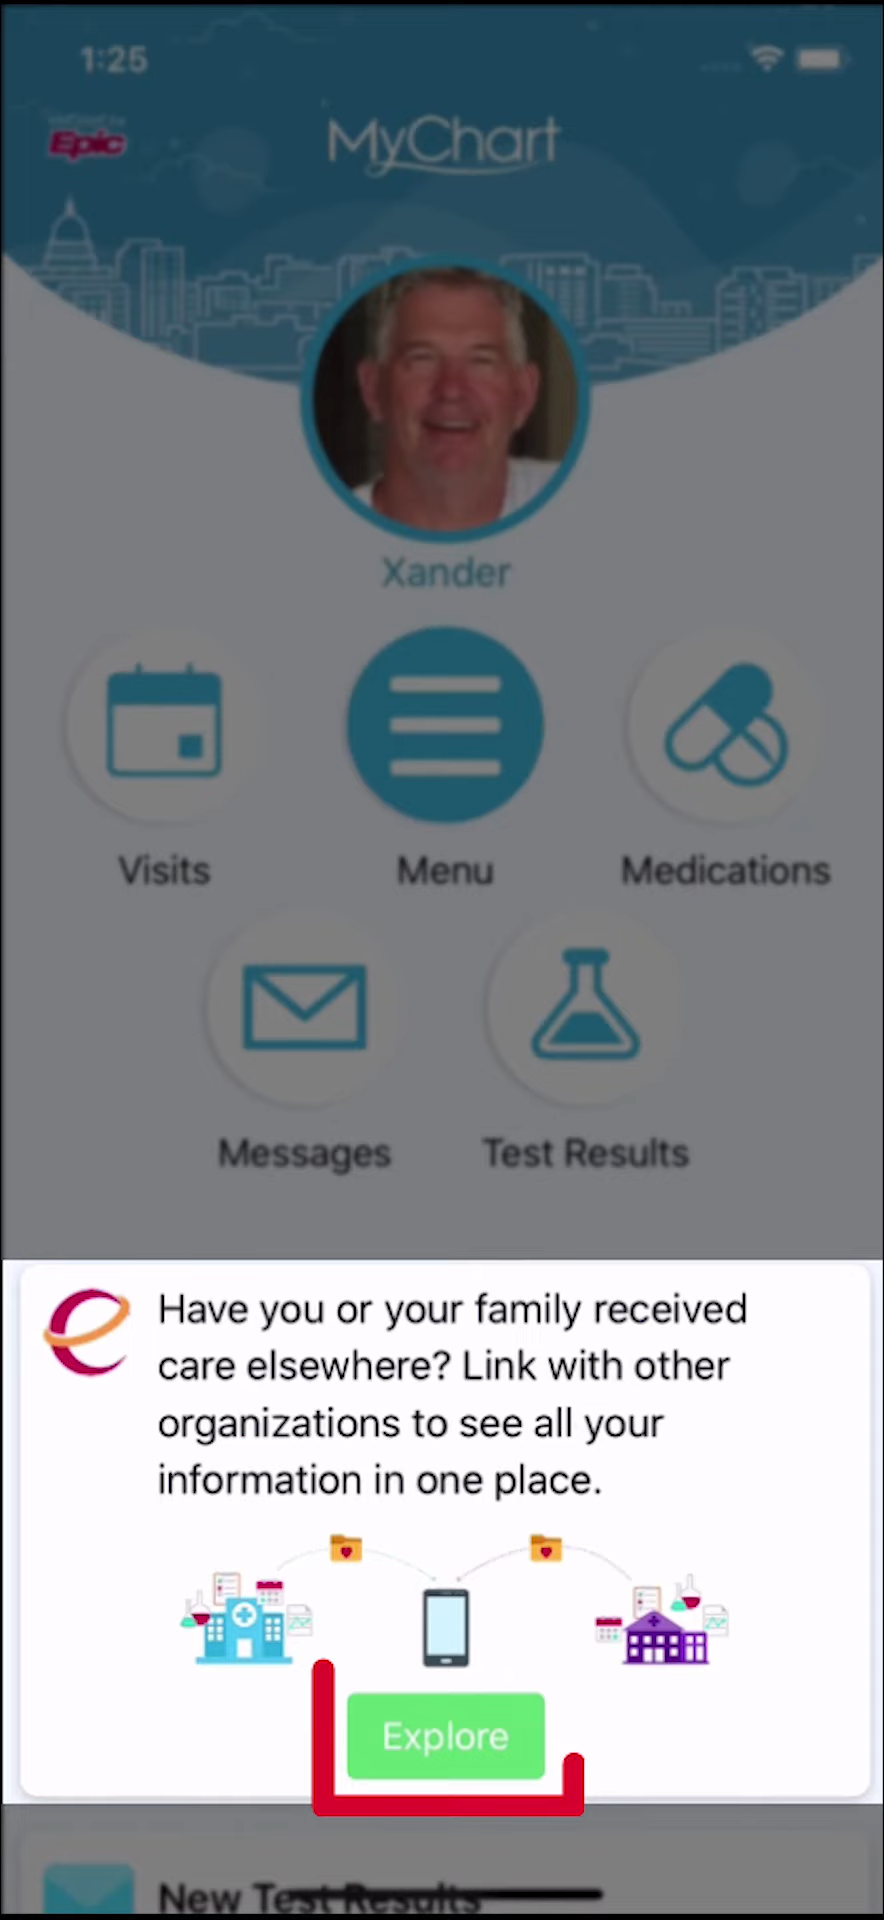 1:25
Epic
MyChart
Xander
Visits
Menu
Medications
Messages
Test Results
Have you or your family received
care elsewhere? Link with other
organizations to see all your
information in one place.
Explore
New Test Results